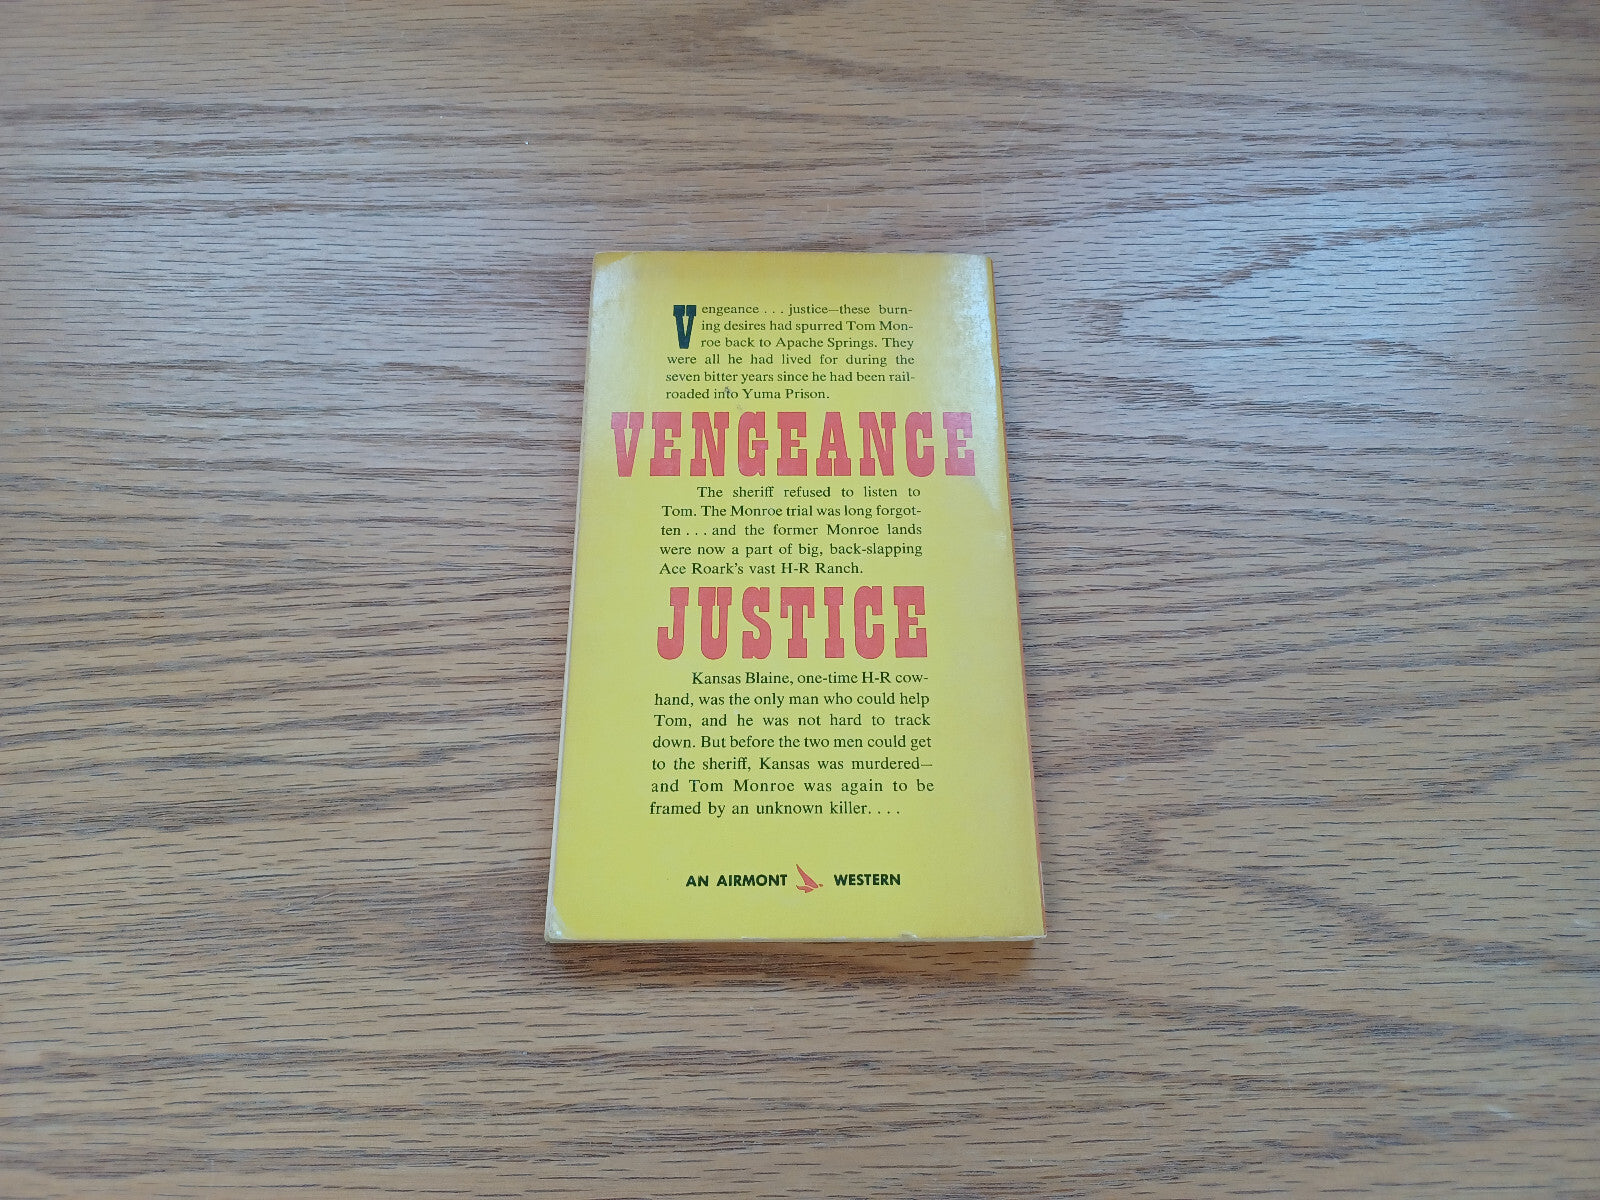 Vengeance . . . justice—these burn-
ing desires had spurred Tom Mon-
roe back to Apache Springs. They
were all he had lived for during the
seven bitter years since he had been rail-
roaded into Yuma Prison.
VENGEANCE
The sheriff refused to listen to
Tom. The Monroe trial was long forgot-
ten . . . and the former Monroe lands
were now a part of big, back-slapping
Ace Roark's vast H-R Ranch.
JUSTICE
Kansas Blaine, one-time H-R cow-
hand, was the only man who could help
Tom, and he was not hard to track
down. But before the two men could get
to the sheriff, Kansas was murdered—
and Tom Monroe was again to be
framed by an unknown killer. . . .
AN AIRMONT WESTERN